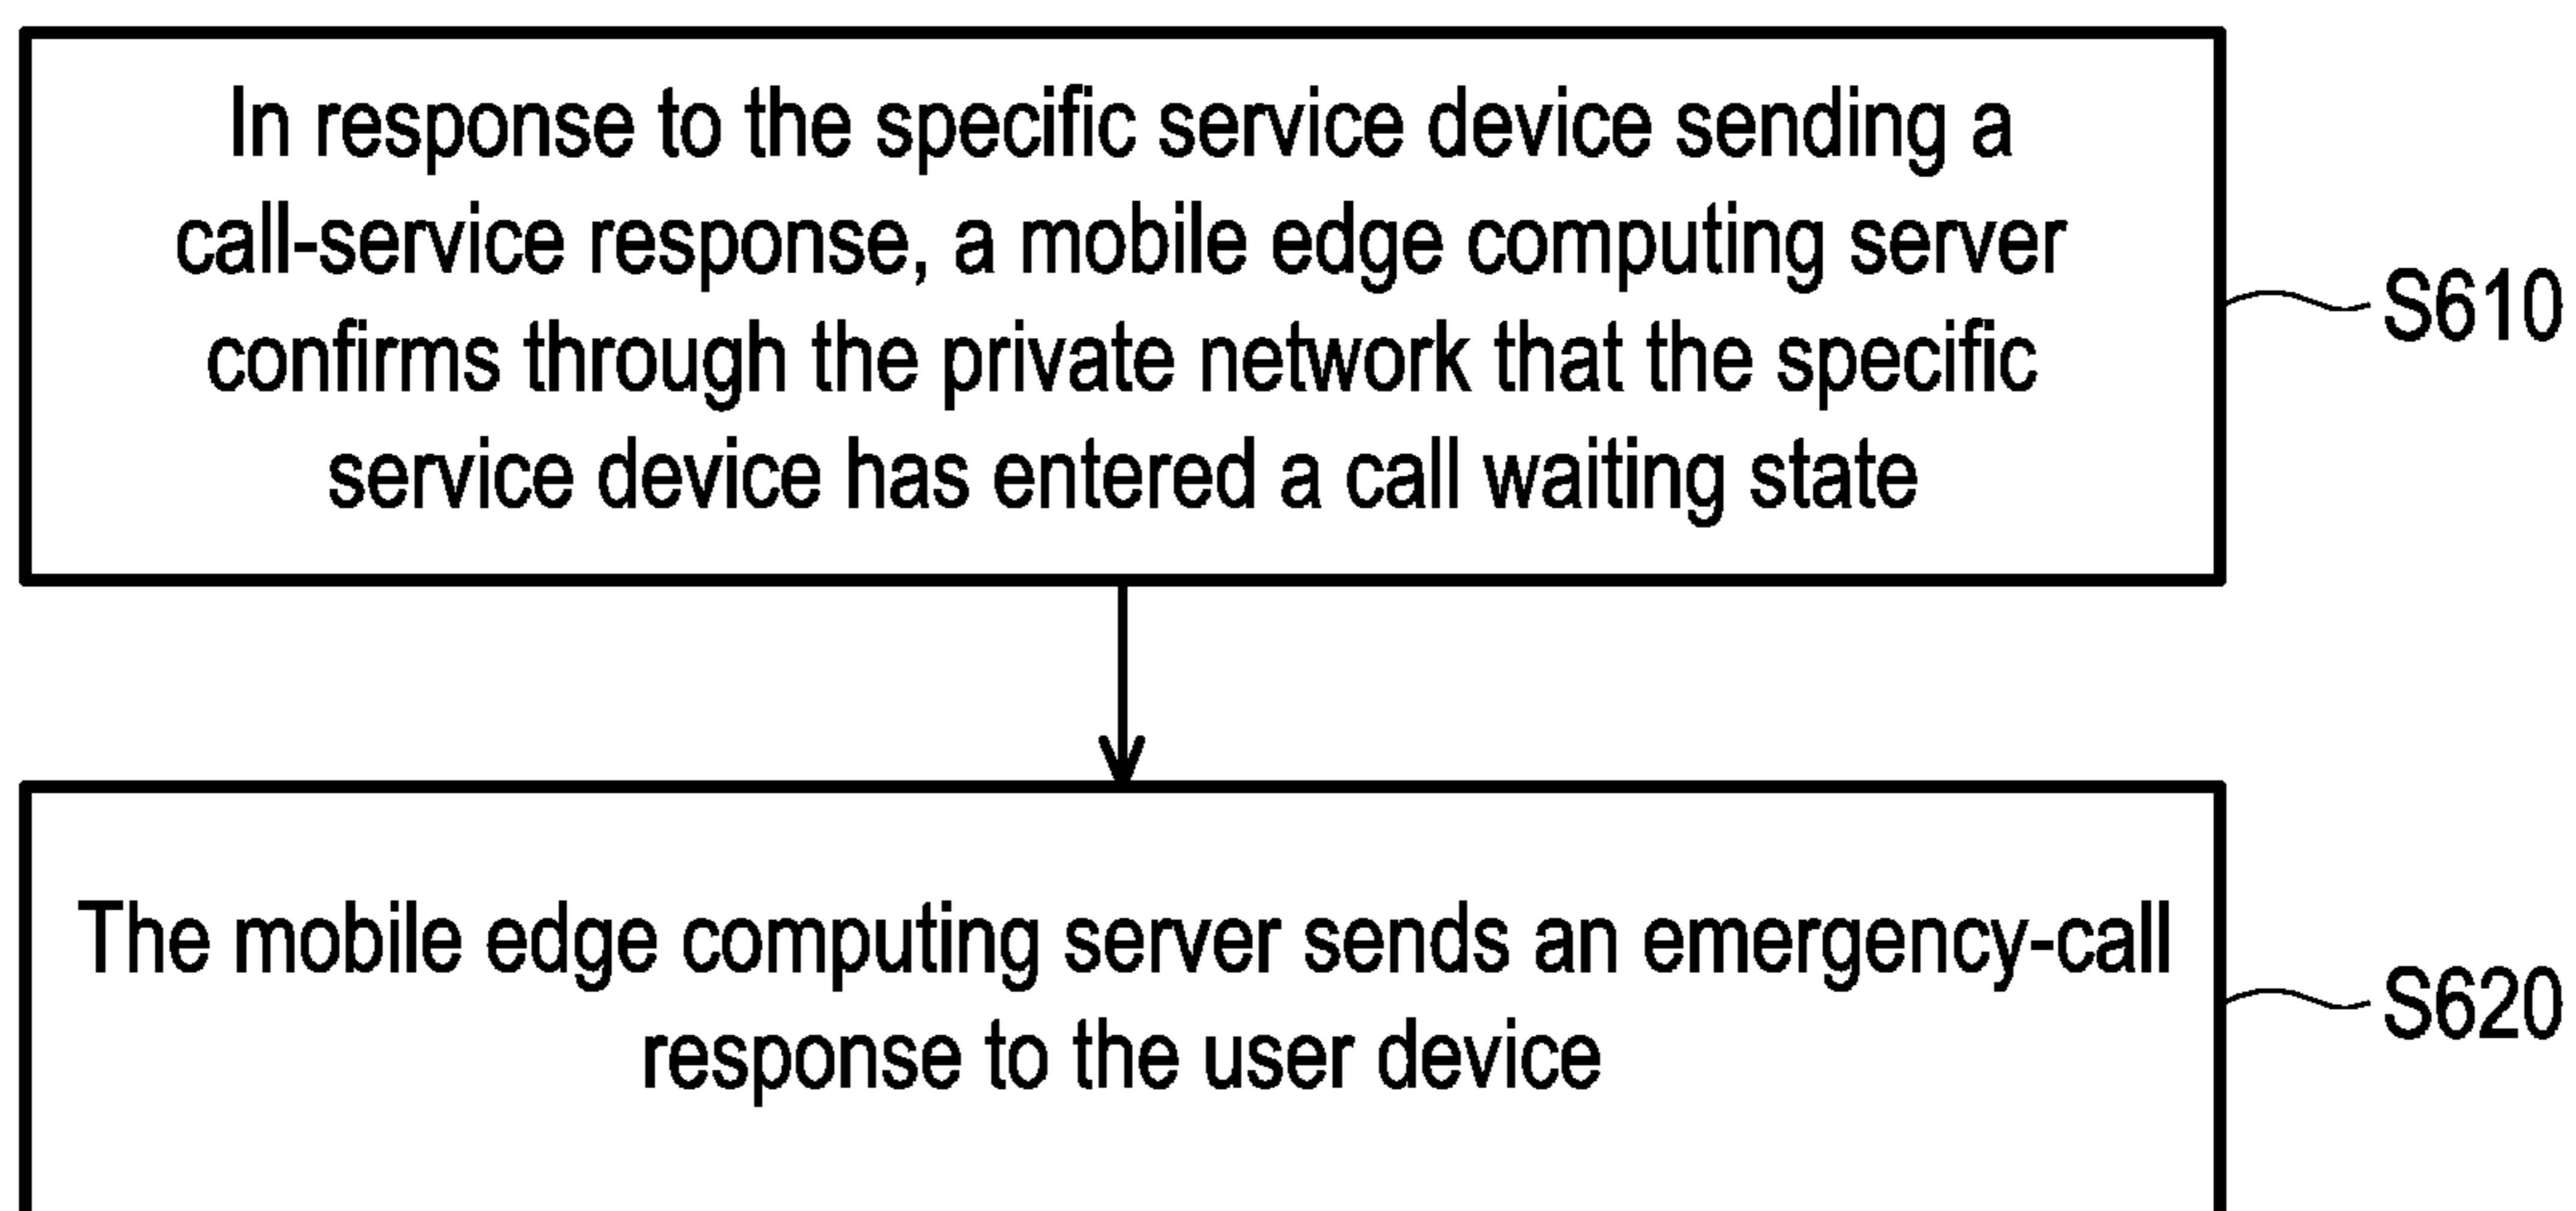 In response to the specific service device sending a
call-service response, a mobile edge computing server
confirms through the private network that the specific
service device has entered a call waiting state
S610
The mobile edge computing server sends an emergency-call
response to the user device
S620